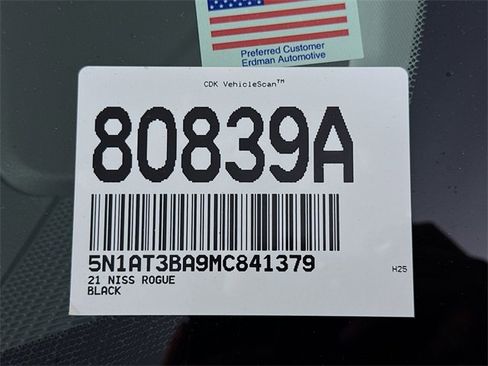 Preferred Customer
Erdman Automotive
CDK VehicleScan™
80839A
5N1AT3BA9MC841379
21 NISS ROGUE
BLACK
H25